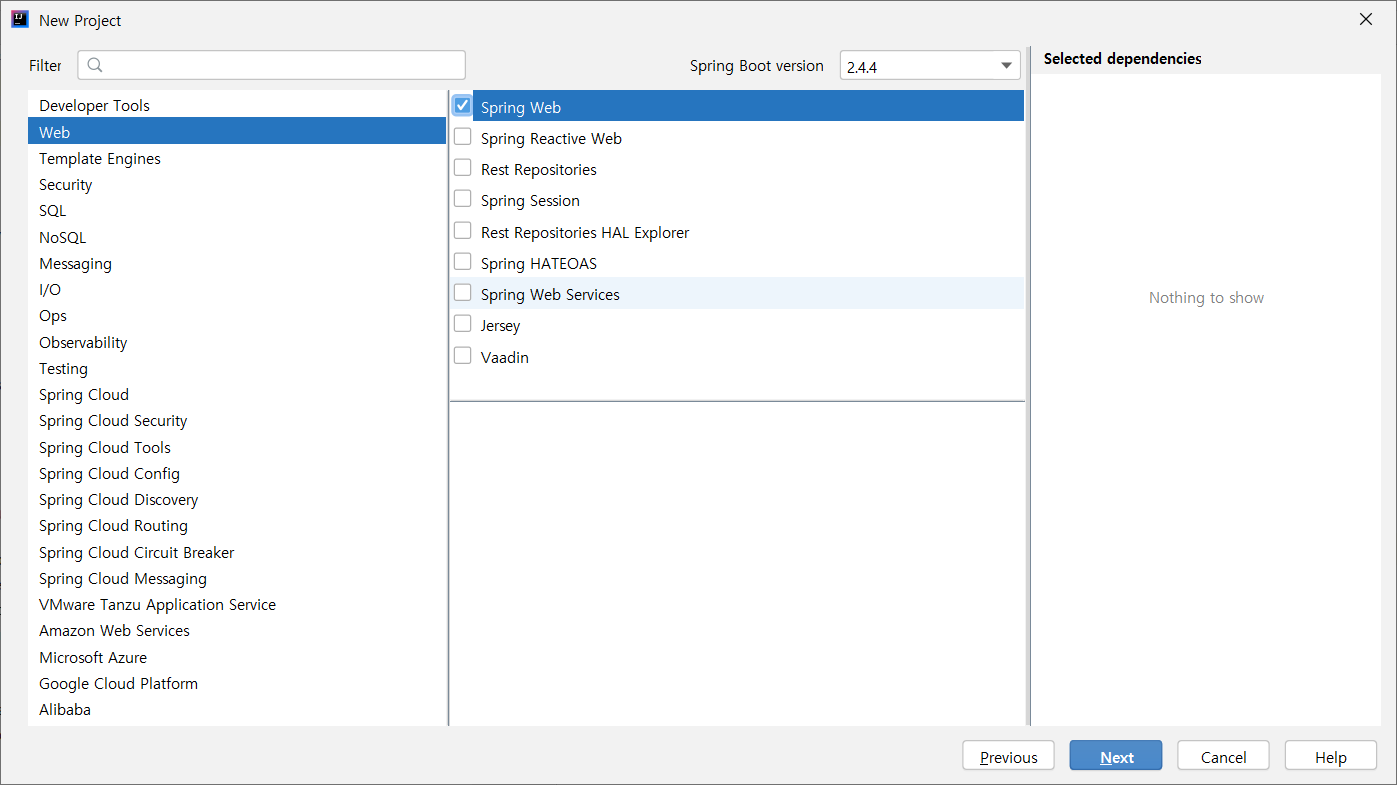 New Project
Filter
Spring Boot version
2.4.4
Selected dependencies
Developer Tools
Web
Template Engines
Security
SQL
NoSQL
Messaging
I/O
Ops
Observability
Testing
Spring Cloud
Spring Cloud Security
Spring Cloud Tools
Spring Cloud Config
Spring Cloud Discovery
Spring Cloud Routing
Spring Cloud Circuit Breaker
Spring Cloud Messaging
VMware Tanzu Application Service
Amazon Web Services
Microsoft Azure
Google Cloud Platform
Alibaba
Spring Web
Spring Reactive Web
Rest Repositories
Spring Session
Rest Repositories HAL Explorer
Spring HATEOAS
Spring Web Services
Jersey
Vaadin
Nothing to show
Previous
Next
Cancel
Help